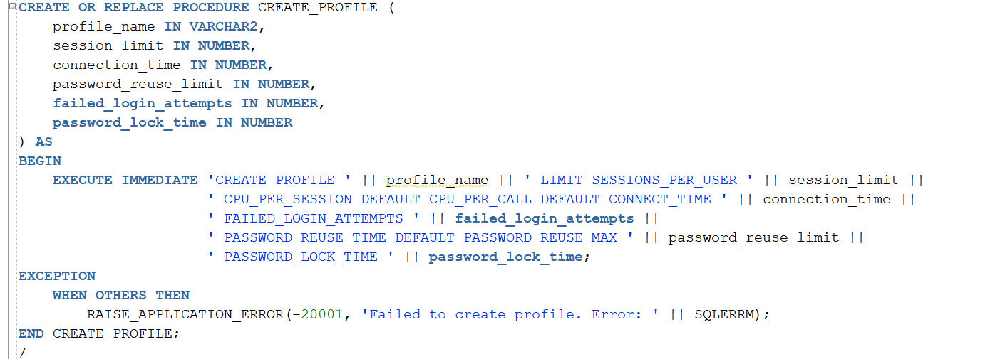 CREATE OR REPLACE PROCEDURE CREATE_PROFILE (
    profile_name IN VARCHAR2,
    session_limit IN NUMBER,
    connection_time IN NUMBER,
    password_reuse_limit IN NUMBER,
    failed_login_attempts IN NUMBER,
    password_lock_time IN NUMBER
) AS
BEGIN
    EXECUTE IMMEDIATE 'CREATE PROFILE ' || profile_name || ' LIMIT SESSIONS_PER_USER ' || session_limit ||
                      ' CPU_PER_SESSION DEFAULT CPU_PER_CALL DEFAULT CONNECT_TIME ' || connection_time ||
                      ' FAILED_LOGIN_ATTEMPTS ' || failed_login_attempts ||
                      ' PASSWORD_REUSE_TIME DEFAULT PASSWORD_REUSE_MAX ' || password_reuse_limit ||
                      ' PASSWORD_LOCK_TIME ' || password_lock_time;
EXCEPTION
    WHEN OTHERS THEN
        RAISE_APPLICATION_ERROR(-20001, 'Failed to create profile. Error: ' || SQLERRM);
END CREATE_PROFILE;
/